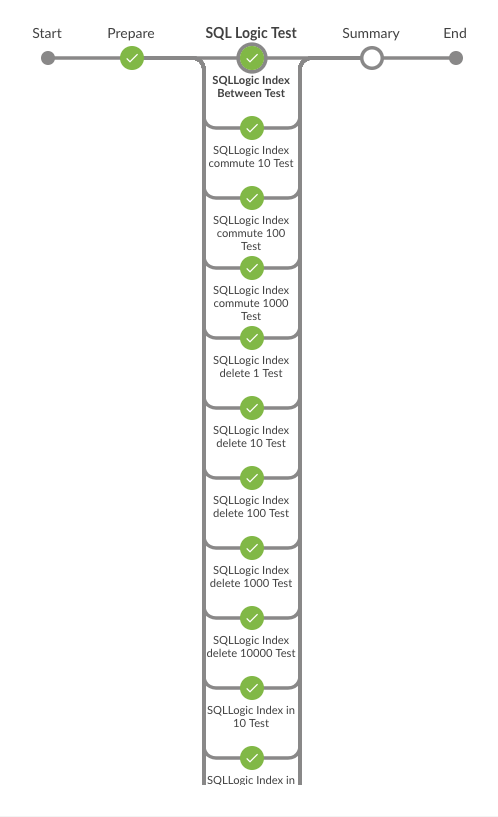 Start Prepare SQL Logic Test Summary End
SQLLogic Index
Between Test
SQLLogic Index
commute 10 Test
SQLLogic Index
commute 100
Test
SQLLogic Index
commute 1000
Test
SQLLogic Index
delete 1 Test
SQLLogic Index
delete 10 Test
SQLLogic Index
delete 100 Test
SQLLogic Index
delete 1000 Test
SQLLogic Index
delete 10000 Test
SQLLogic Index in
10 Test
SQLLogic Index in